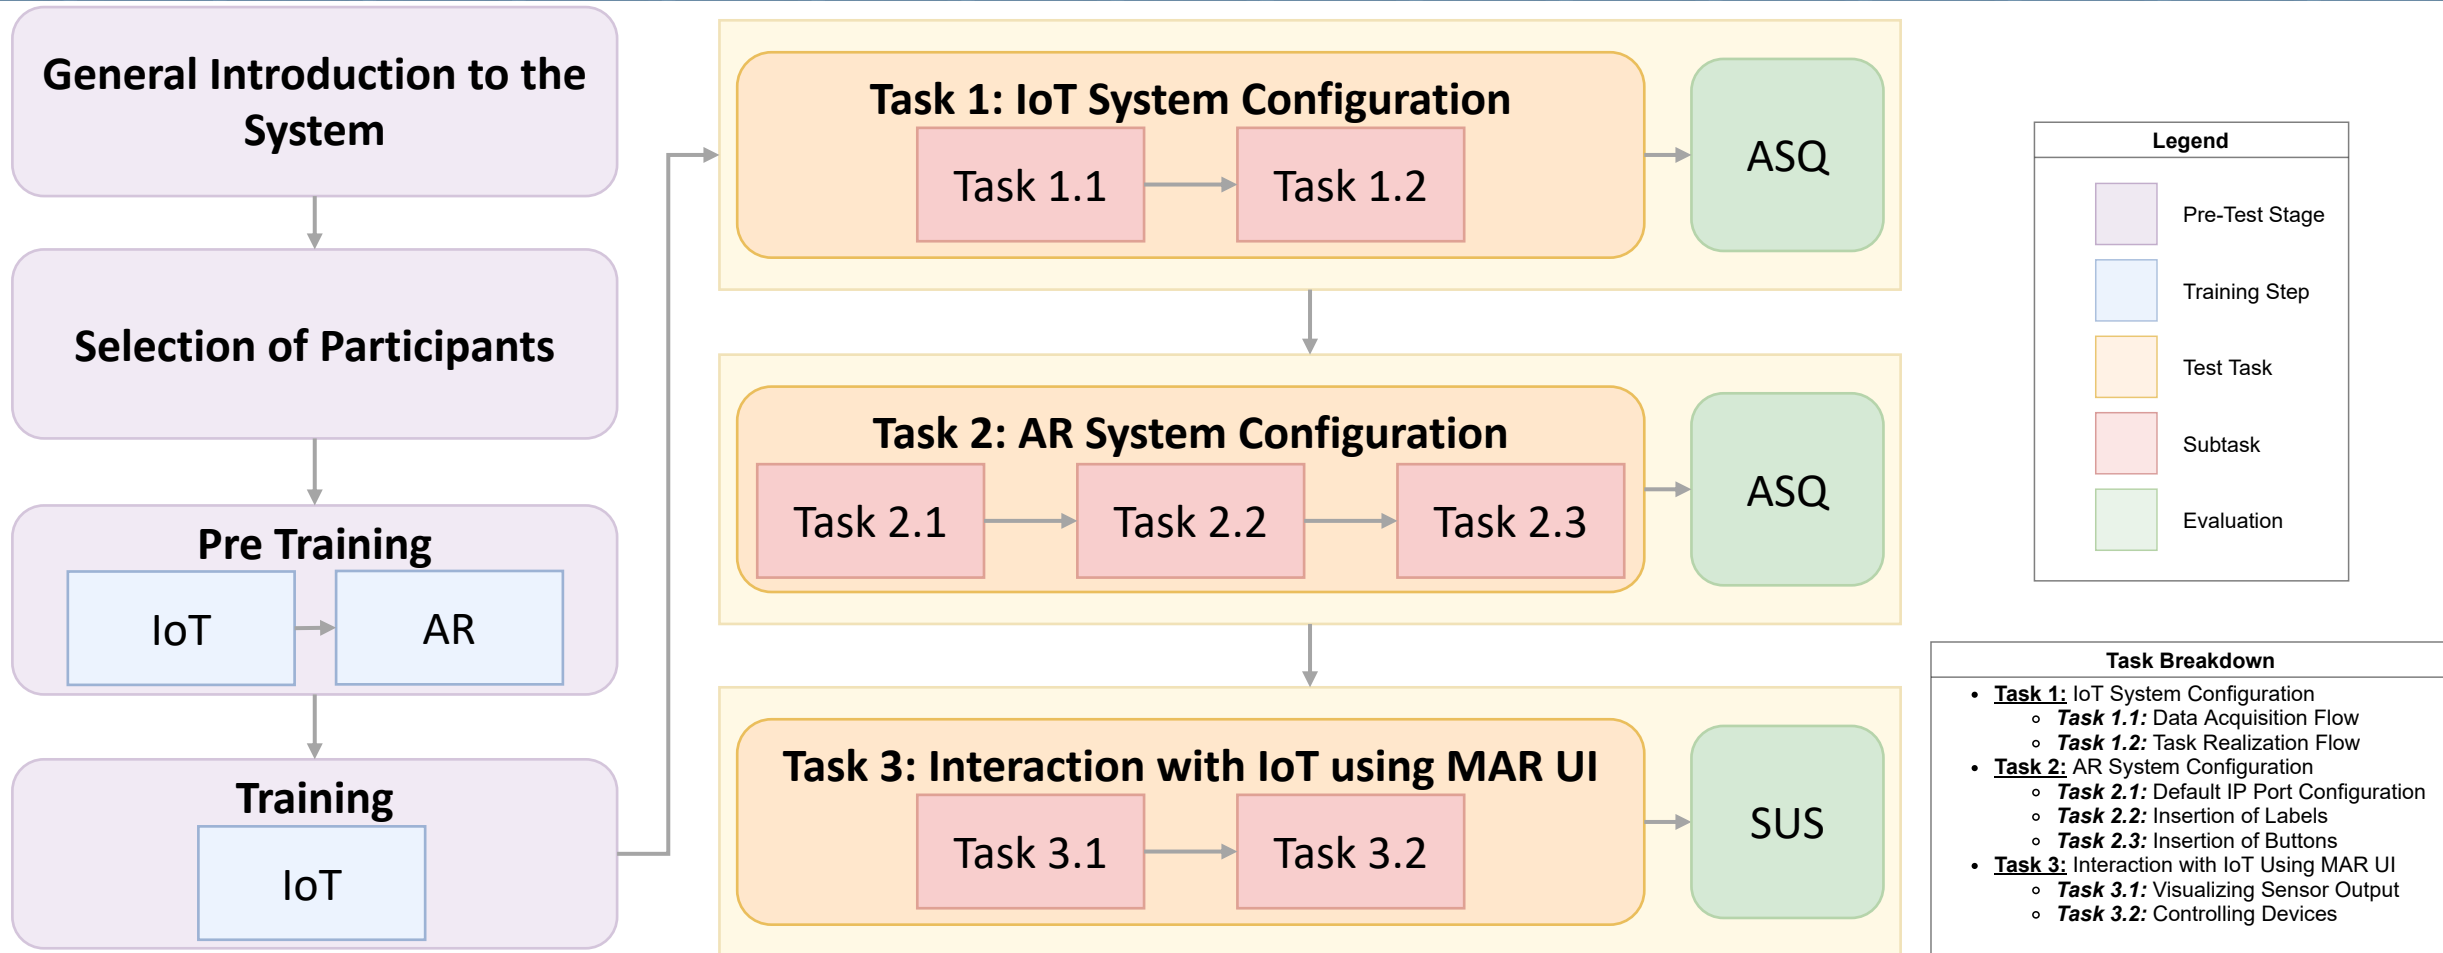 General Introduction to the
System
Selection of Participants
Pre Training
IoT
AR
Training
IoT
Task 1: IoT System Configuration
Task 1.1
Task 1.2
ASQ
Task 2: AR System Configuration
Task 2.1
Task 2.2
Task 2.3
ASQ
Task 3: Interaction with IoT using MAR UI
Task 3.1
Task 3.2
SUS
Legend
Pre-Test Stage
Training Step
Test Task
Subtask
Evaluation
Task Breakdown
• Task 1: IoT System Configuration
◦ Task 1.1: Data Acquisition Flow
◦ Task 1.2: Task Realization Flow
• Task 2: AR System Configuration
◦ Task 2.1: Default IP Port Configuration
◦ Task 2.2: Insertion of Labels
◦ Task 2.3: Insertion of Buttons
• Task 3: Interaction with IoT Using MAR UI
◦ Task 3.1: Visualizing Sensor Output
◦ Task 3.2: Controlling Devices